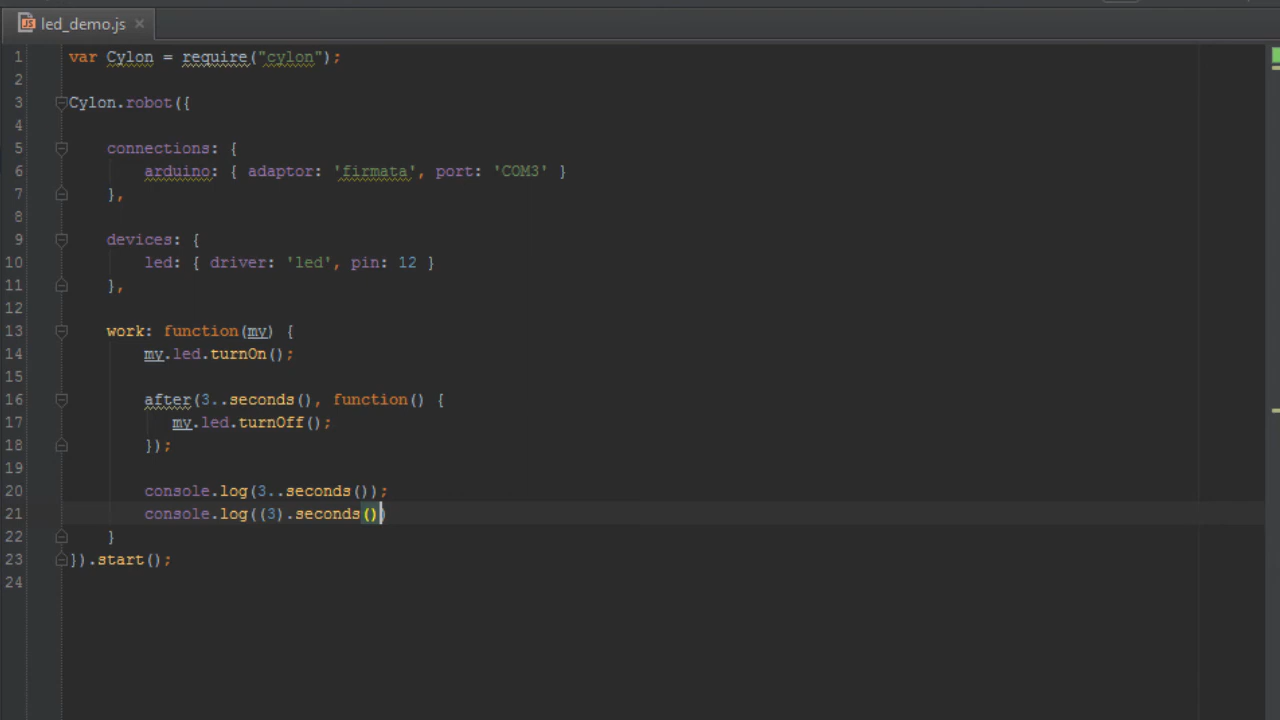 led_demo.js
1 var Cylon = require("cylon");
2
3 Cylon.robot({
4
5 connections: {
6 arduino: { adaptor: 'firmata', port: 'COM3' }
7 },
8
9 devices: {
10 led: { driver: 'led', pin: 12 }
11 },
12
13 work: function(my) {
14 my.led.turnOn();
15
16 after(3..seconds(), function() {
17 my.led.turnOff();
18 });
19
20 console.log(3..seconds());
21 console.log((3).seconds())
22 }
23 }).start();
24